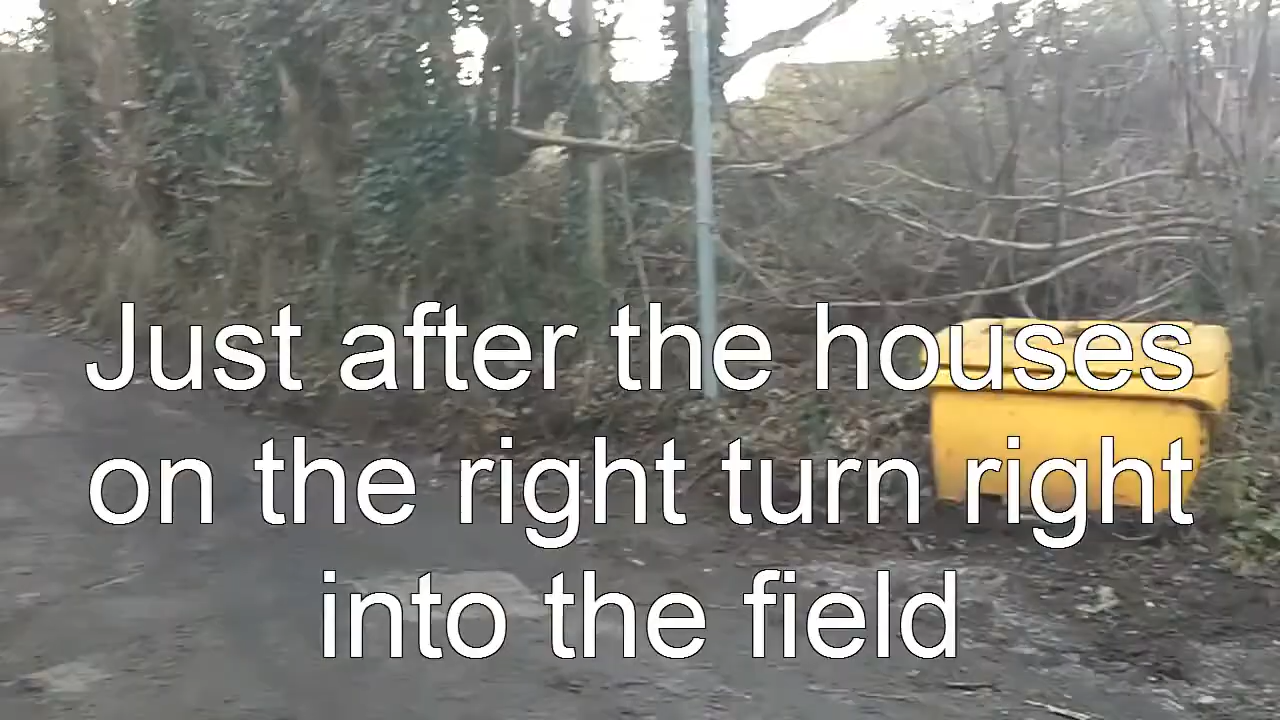 Just after the houses
on the right turn right
into the field